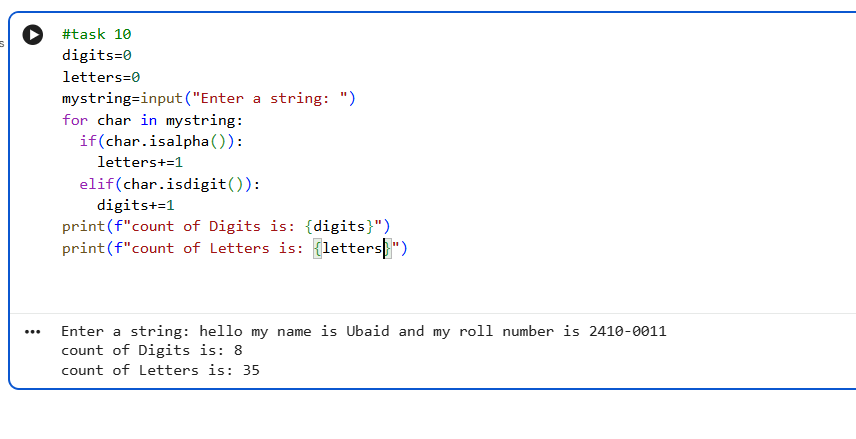 s
#task 10
digits=0
letters=0
mystring=input("Enter a string: ")
for char in mystring:
  if(char.isalpha()):
    letters+=1
  elif(char.isdigit()):
    digits+=1
print(f"count of Digits is: {digits}")
print(f"count of Letters is: {letters}")
Enter a string: hello my name is Ubaid and my roll number is 2410-0011
count of Digits is: 8
count of Letters is: 35